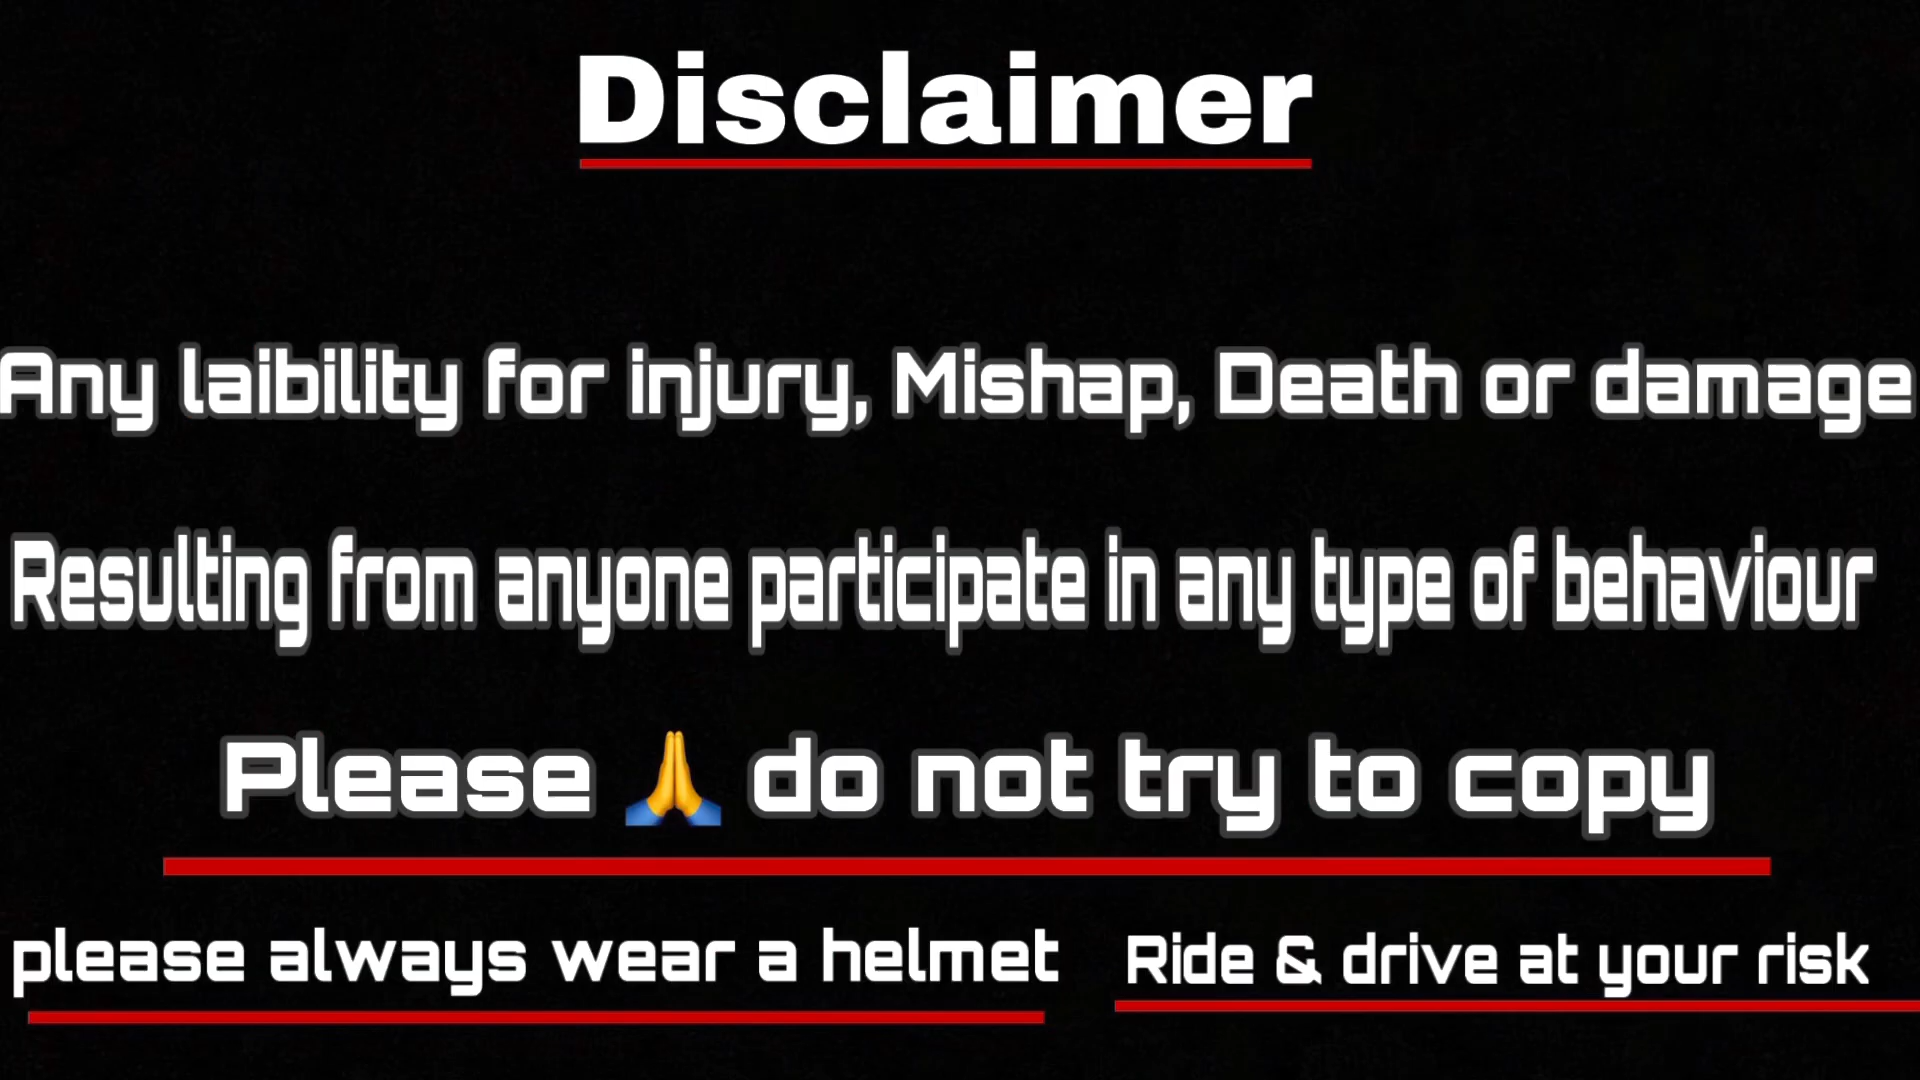 Disclaimer
Any laibility for injury, Mishap, Death or damage
Resulting from anyone participate in any type of behaviour
Please 🙏 do not try to copy
please always wear a helmet
Ride & drive at your risk